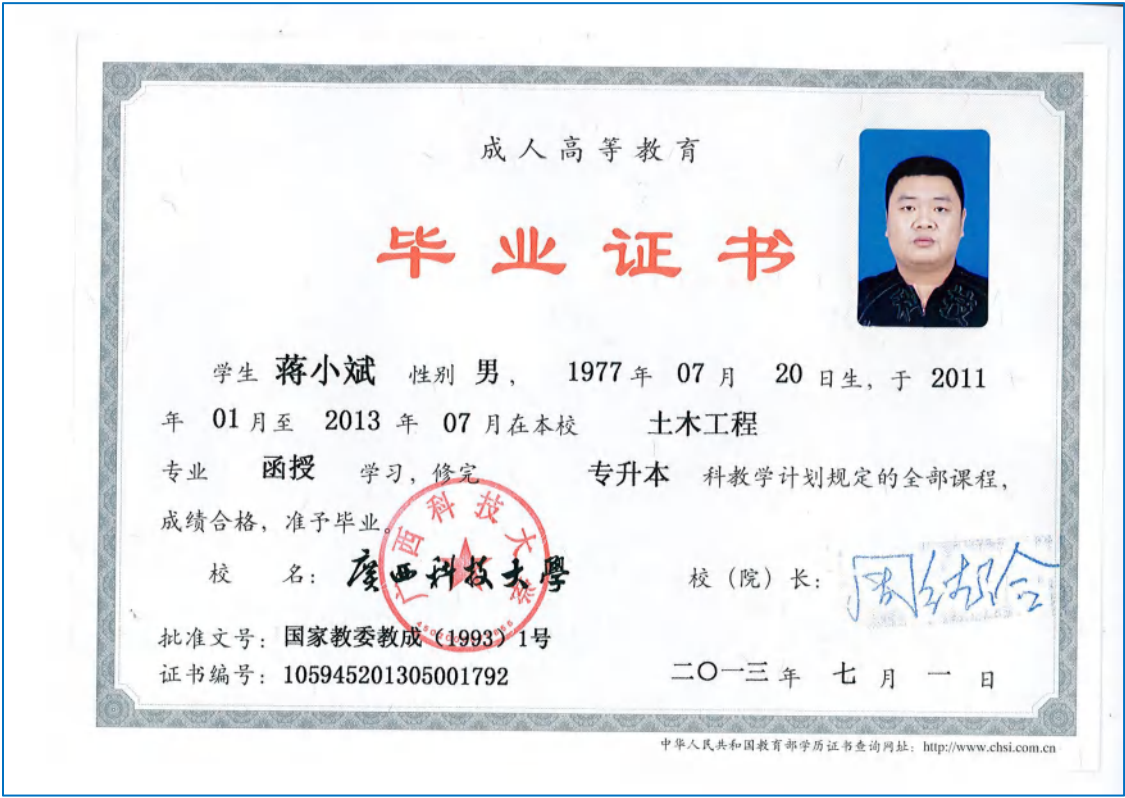 成人高等教育
毕业证书
学生 蒋小斌 性别 男， 1977 年 07 月 20 日生，于 2011
年 01 月至 2013 年 07 月在本校 土木工程
专业 函授 学习，修完 专升本 科教学计划规定的全部课程，
成绩合格，准予毕业。
广西科技大学
校 名：廣西科技大學 校（院）长：
批准文号：国家教委教成（1993）1号
证书编号：105945201305001792
二〇一三年 七 月 一 日
中华人民共和国教育部学历证书查询网址：http://www.chsi.com.cn